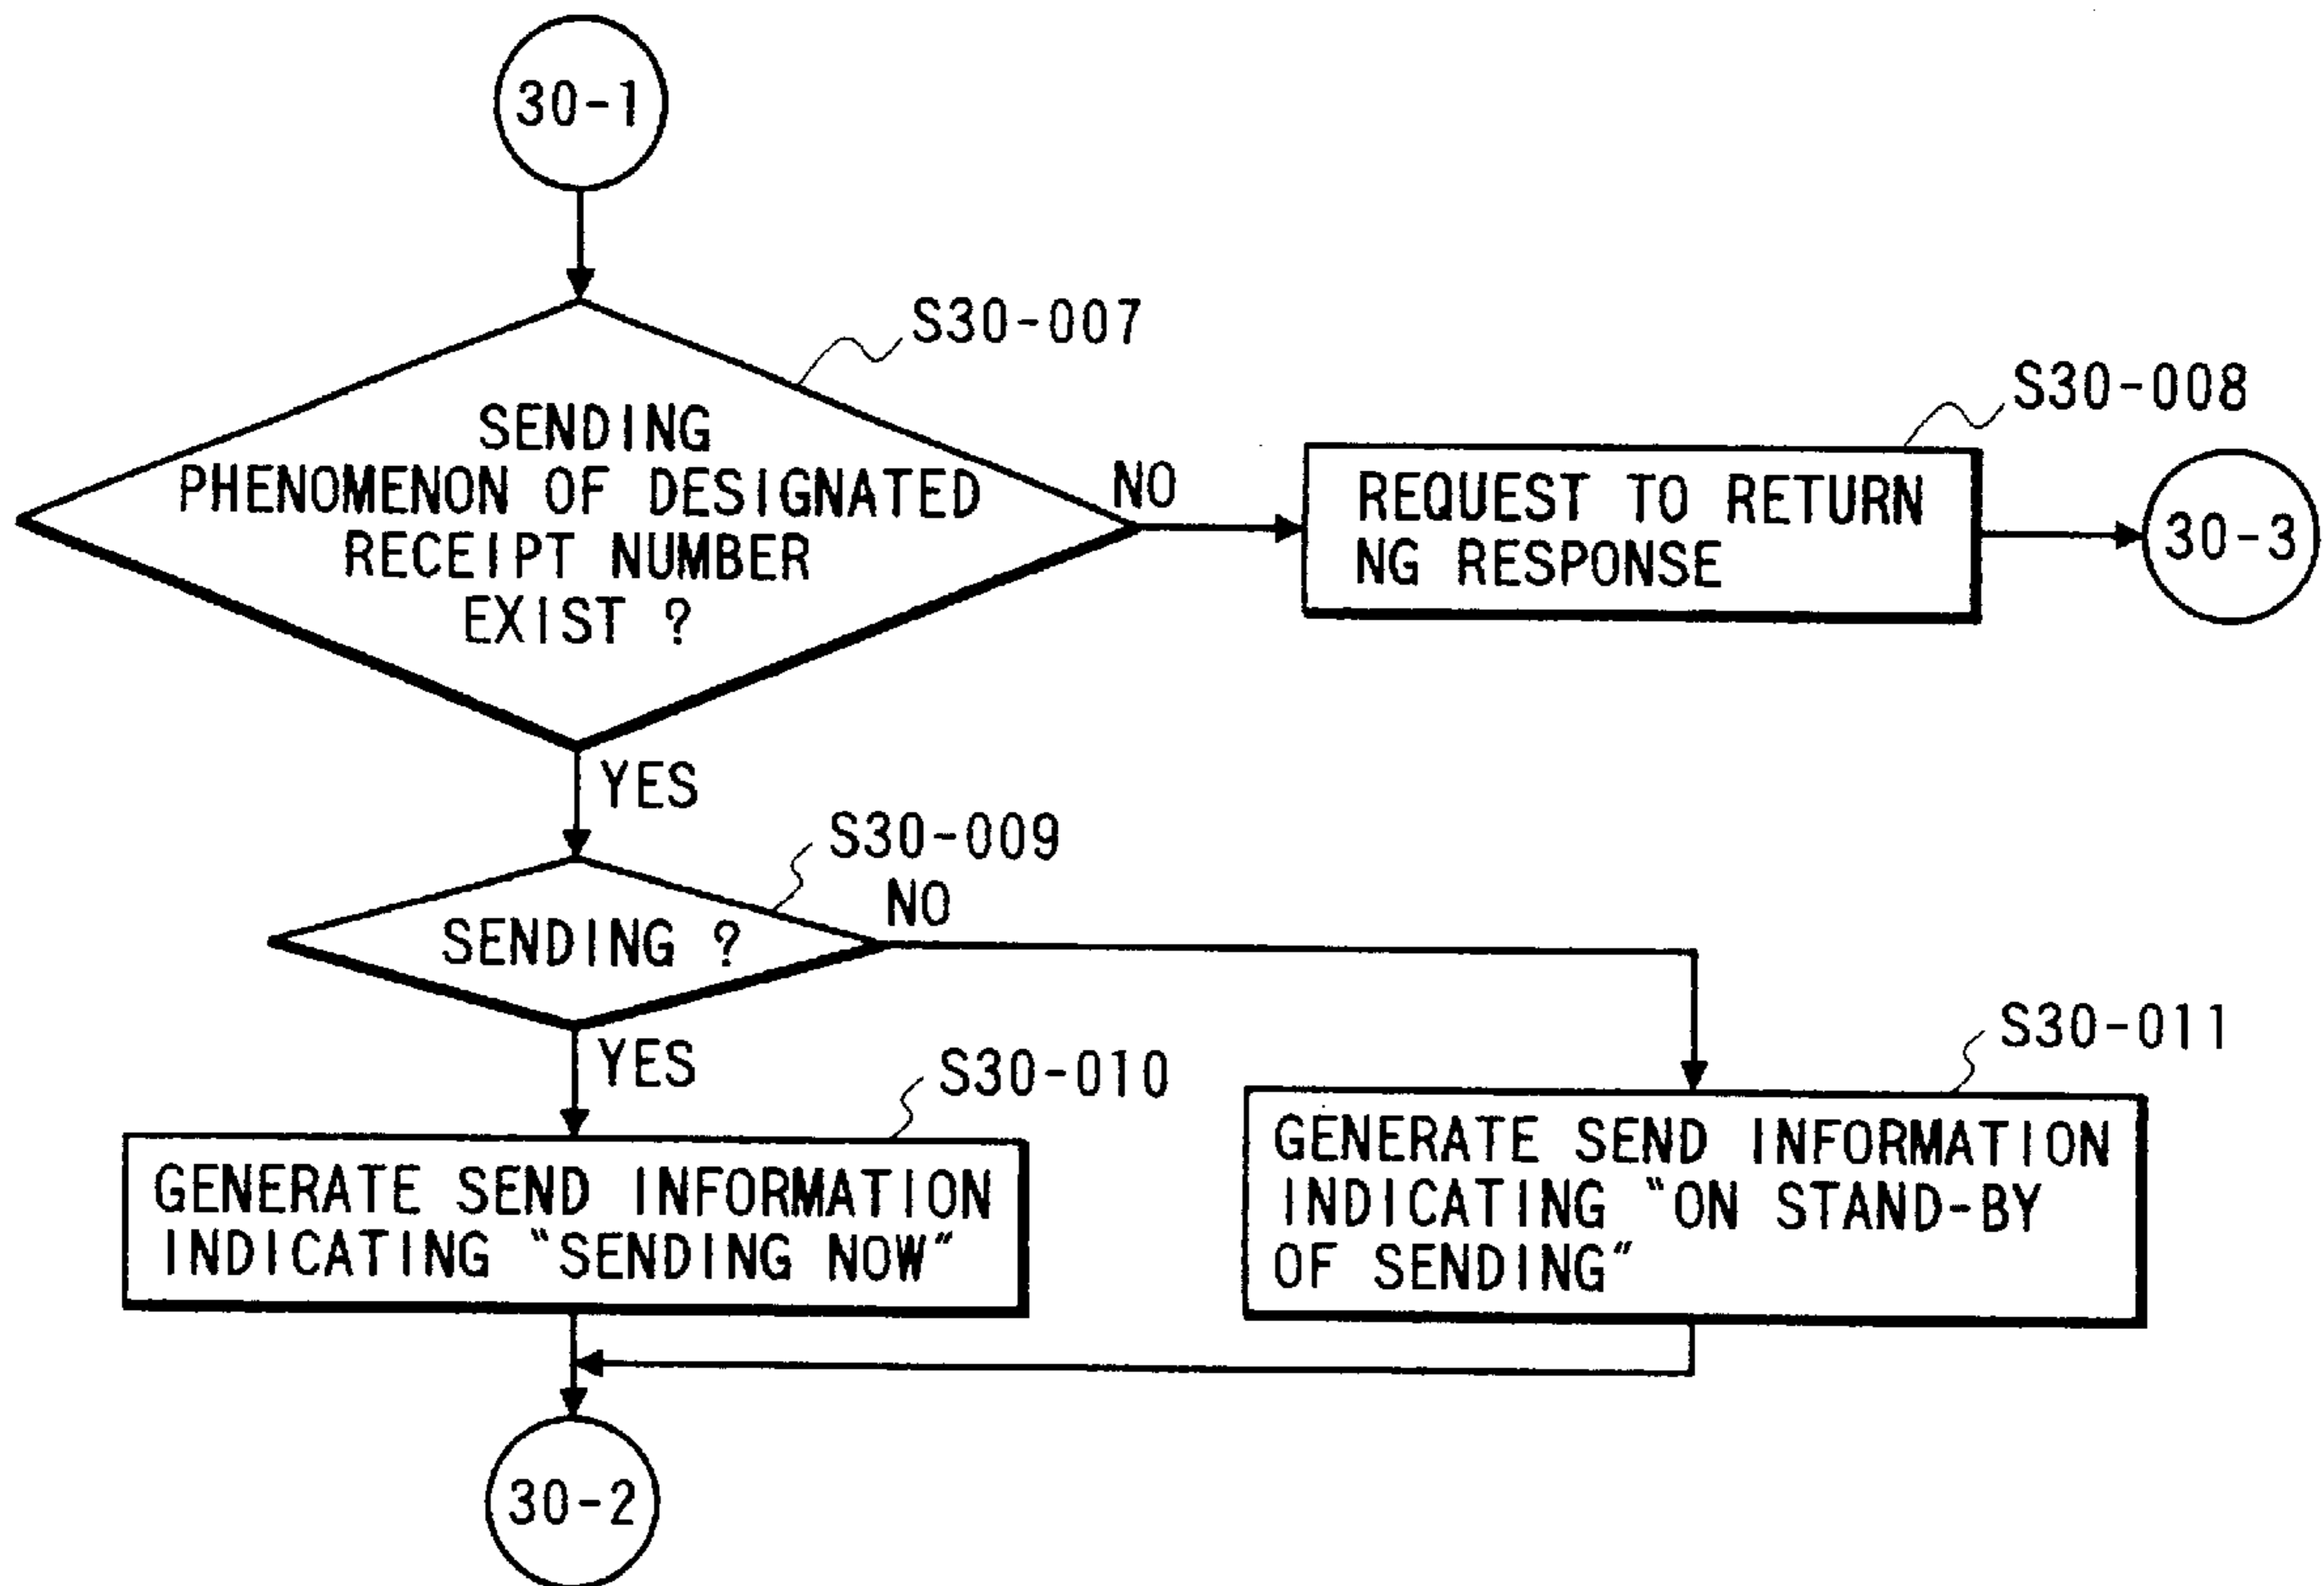 30-1
S30-007
SENDING
PHENOMENON OF DESIGNATED
RECEIPT NUMBER
EXIST ?
NO
S30-008
REQUEST TO RETURN
NG RESPONSE
30-3
YES
S30-009
SENDING ?
NO
YES
S30-010
GENERATE SEND INFORMATION
INDICATING "SENDING NOW"
S30-011
GENERATE SEND INFORMATION
INDICATING "ON STAND-BY
OF SENDING"
30-2